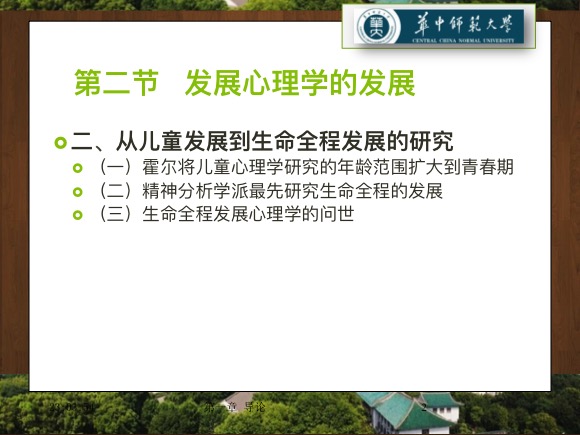 華中師範大學
CENTRAL CHINA NORMAL UNIVERSITY
第二节 发展心理学的发展
二、从儿童发展到生命全程发展的研究
（一）霍尔将儿童心理学研究的年龄范围扩大到青春期
（二）精神分析学派最先研究生命全程的发展
（三）生命全程发展心理学的问世
章 导论
2